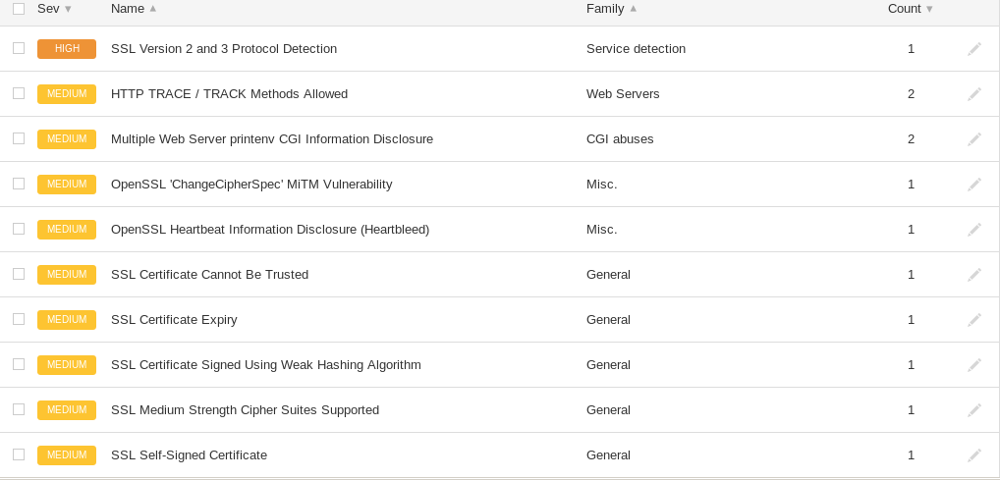 Sev Name Family Count
HIGH SSL Version 2 and 3 Protocol Detection Service detection 1
MEDIUM HTTP TRACE / TRACK Methods Allowed Web Servers 2
MEDIUM Multiple Web Server printenv CGI Information Disclosure CGI abuses 2
MEDIUM OpenSSL 'ChangeCipherSpec' MiTM Vulnerability Misc. 1
MEDIUM OpenSSL Heartbeat Information Disclosure (Heartbleed) Misc. 1
MEDIUM SSL Certificate Cannot Be Trusted General 1
MEDIUM SSL Certificate Expiry General 1
MEDIUM SSL Certificate Signed Using Weak Hashing Algorithm General 1
MEDIUM SSL Medium Strength Cipher Suites Supported General 1
MEDIUM SSL Self-Signed Certificate General 1